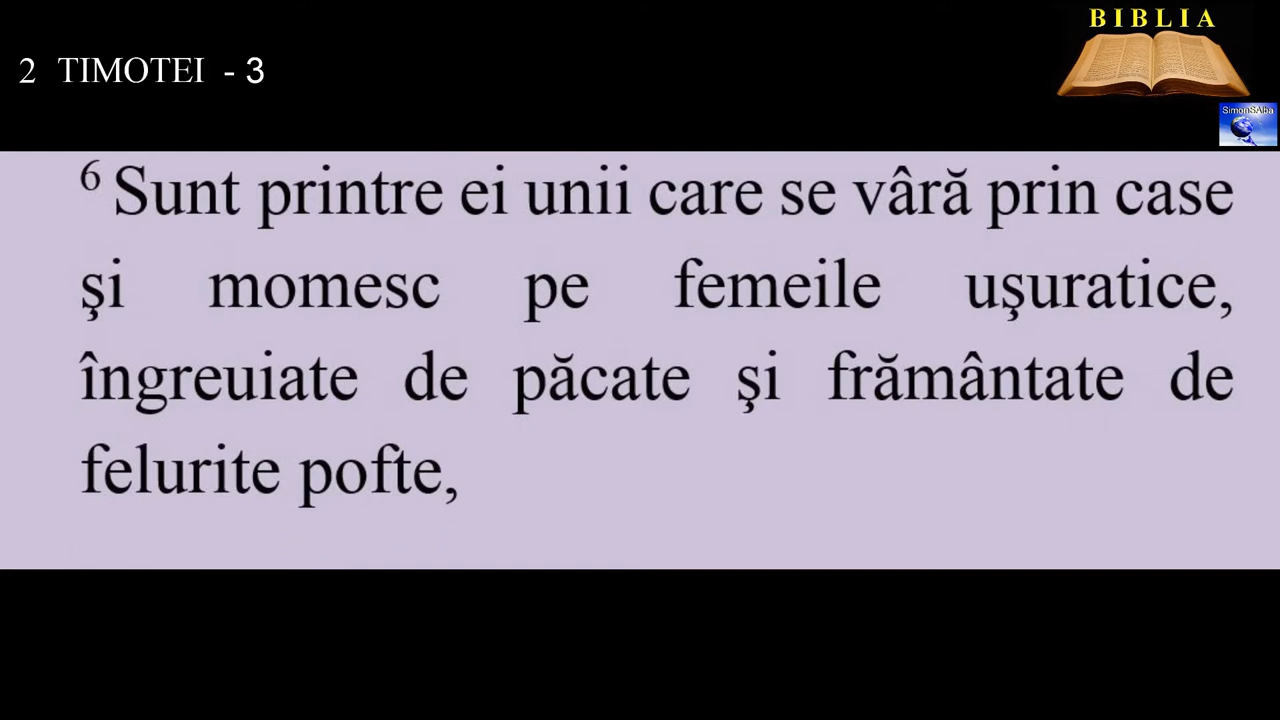 BIBLIA
2 TIMOTEI - 3
SimonSAlba
6 Sunt printre ei unii care se vâră prin case
şi momesc pe femeile uşuratice,
îngreuiate de păcate şi frământate de
felurite pofte,